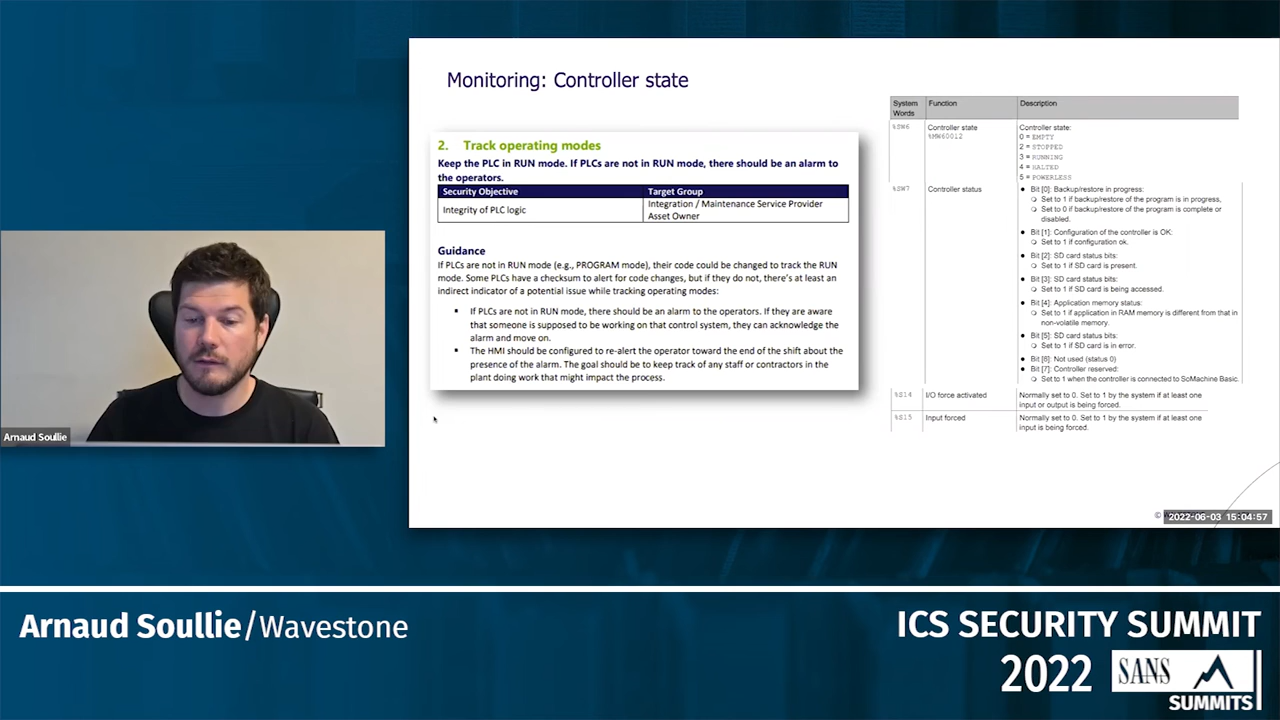 Monitoring: Controller state
2. Track operating modes
Keep the PLC in RUN mode. If PLCs are not in RUN mode, there should be an alarm to
the operators.
Security Objective Target Group
Integrity of PLC logic Integration / Maintenance Service Provider
Asset Owner
Guidance
If PLCs are not in RUN mode (e.g., PROGRAM mode), their code could be changed to track the RUN
mode. Some PLCs have a checksum to alert for code changes, but if they do not, there's at least an
indirect indicator of a potential issue while tracking operating modes:
If PLCs are not in RUN mode, there should be an alarm to the operators. If they are aware
that someone is supposed to be working on that control system, they can acknowledge the
alarm and move on.
The HMI should be configured to re-alert the operator toward the end of the shift about the
presence of the alarm. The goal should be to keep track of any staff or contractors in the
plant doing work that might impact the process.
System Words Function Description
%SW6 Controller state %MW60012 Controller state:
0 = EMPTY
2 = STOPPED
3 = RUNNING
4 = HALTED
5 = POWERLESS
%SW7 Controller status Bit [0]: Backup/restore in progress:
Set to 1 if backup/restore of the program is in progress,
Set to 0 if backup/restore of the program is complete or
disabled.
Bit [1]: Configuration of the controller is OK:
Set to 1 if configuration ok.
Bit [2]: SD card status bits:
Set to 1 if SD card is present.
Bit [3]: SD card status bits:
Set to 1 if SD card is being accessed.
Bit [4]: Application memory status:
Set to 1 if application in RAM memory is different from that in
non-volatile memory.
Bit [5]: SD card status bits:
Set to 1 if SD card is in error.
Bit [6]: Not used (status 0)
Bit [7]: Controller reserved:
Set to 1 when the controller is connected to SoMachine Basic.
%S14 I/O force activated Normally set to 0. Set to 1 by the system if at least one
input or output is being forced.
%S15 Input forced Normally set to 0. Set to 1 by the system if at least one
input is being forced.
©
2022-06-03 15:04:57
Arnaud Soullie
Arnaud Soullie/Wavestone
ICS SECURITY SUMMIT
2022
SANS
SUMMITS